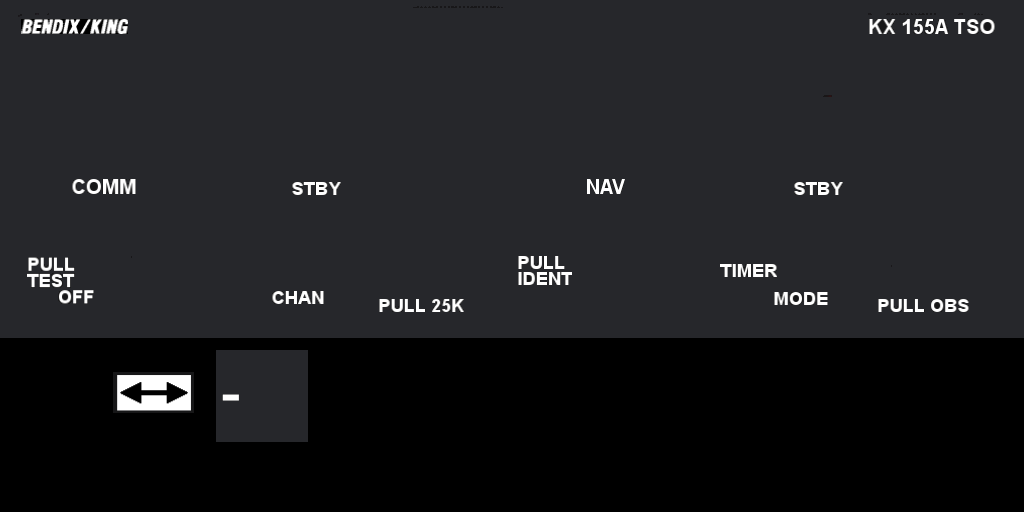 BENDIX/KING
KX 155A TSO
COMM
STBY
NAV
STBY
PULL
TEST
OFF
CHAN
PULL 25K
PULL
IDENT
TIMER
MODE
PULL OBS